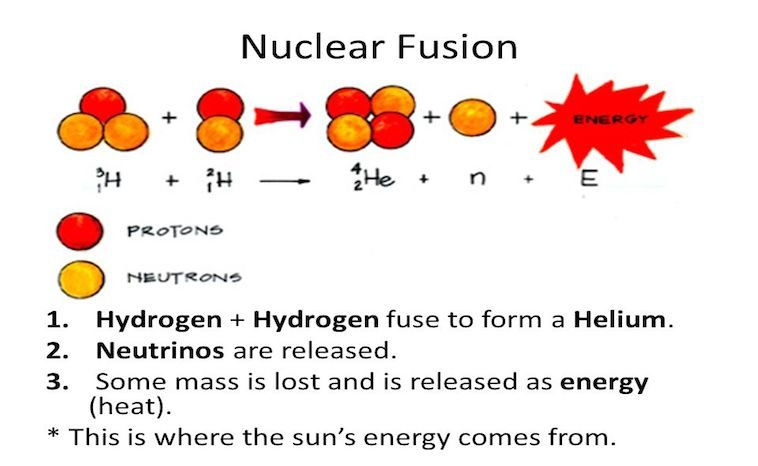 Nuclear Fusion
+ + + ENERGY
³₁H + ²₁H → ⁴₂He + n + E
PROTONS
NEUTRONS
1. Hydrogen + Hydrogen fuse to form a Helium.
2. Neutrinos are released.
3. Some mass is lost and is released as energy
(heat).
* This is where the sun's energy comes from.